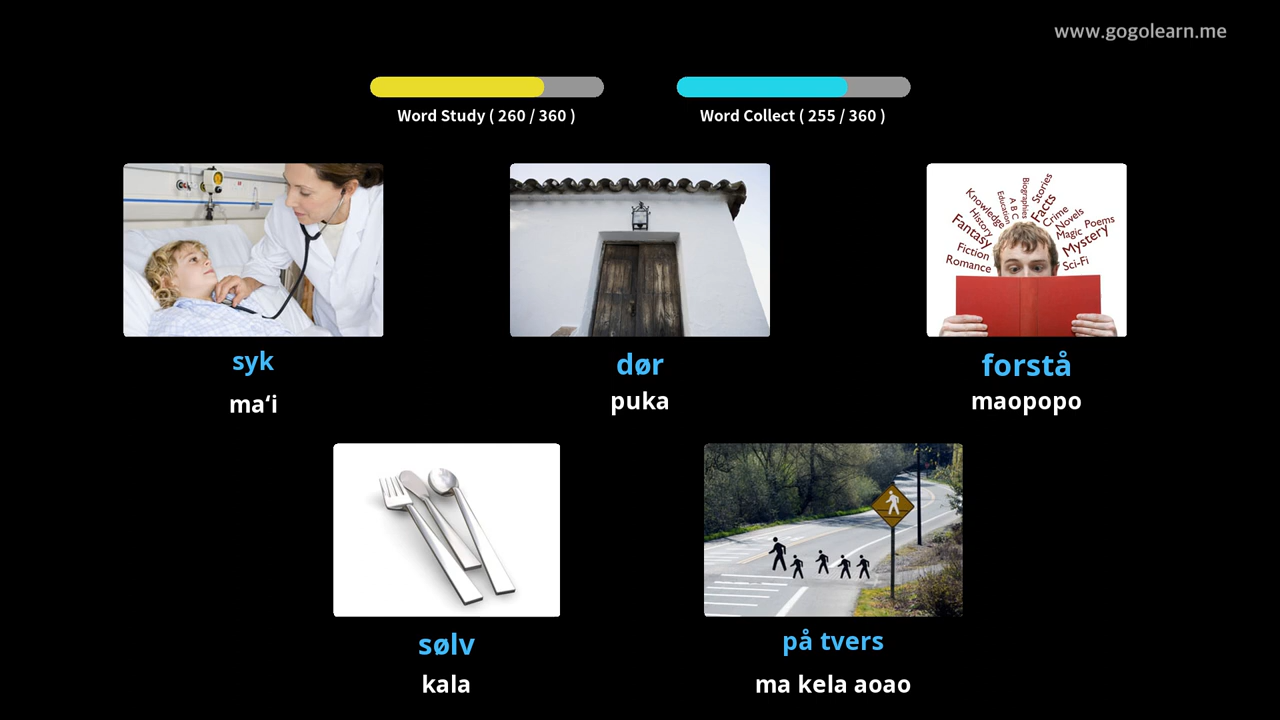 www.gogolearn.me
Word Study ( 260 / 360 )
Word Collect ( 255 / 360 )
Knowledge
History
Fantasy
Fiction
Romance
Education
A B C
Biographies
Stories
Facts
Crime
Novels
Magic
Poems
Mystery
Sci-Fi
syk
maʻi
dør
puka
forstå
maopopo
sølv
kala
på tvers
ma kela aoao